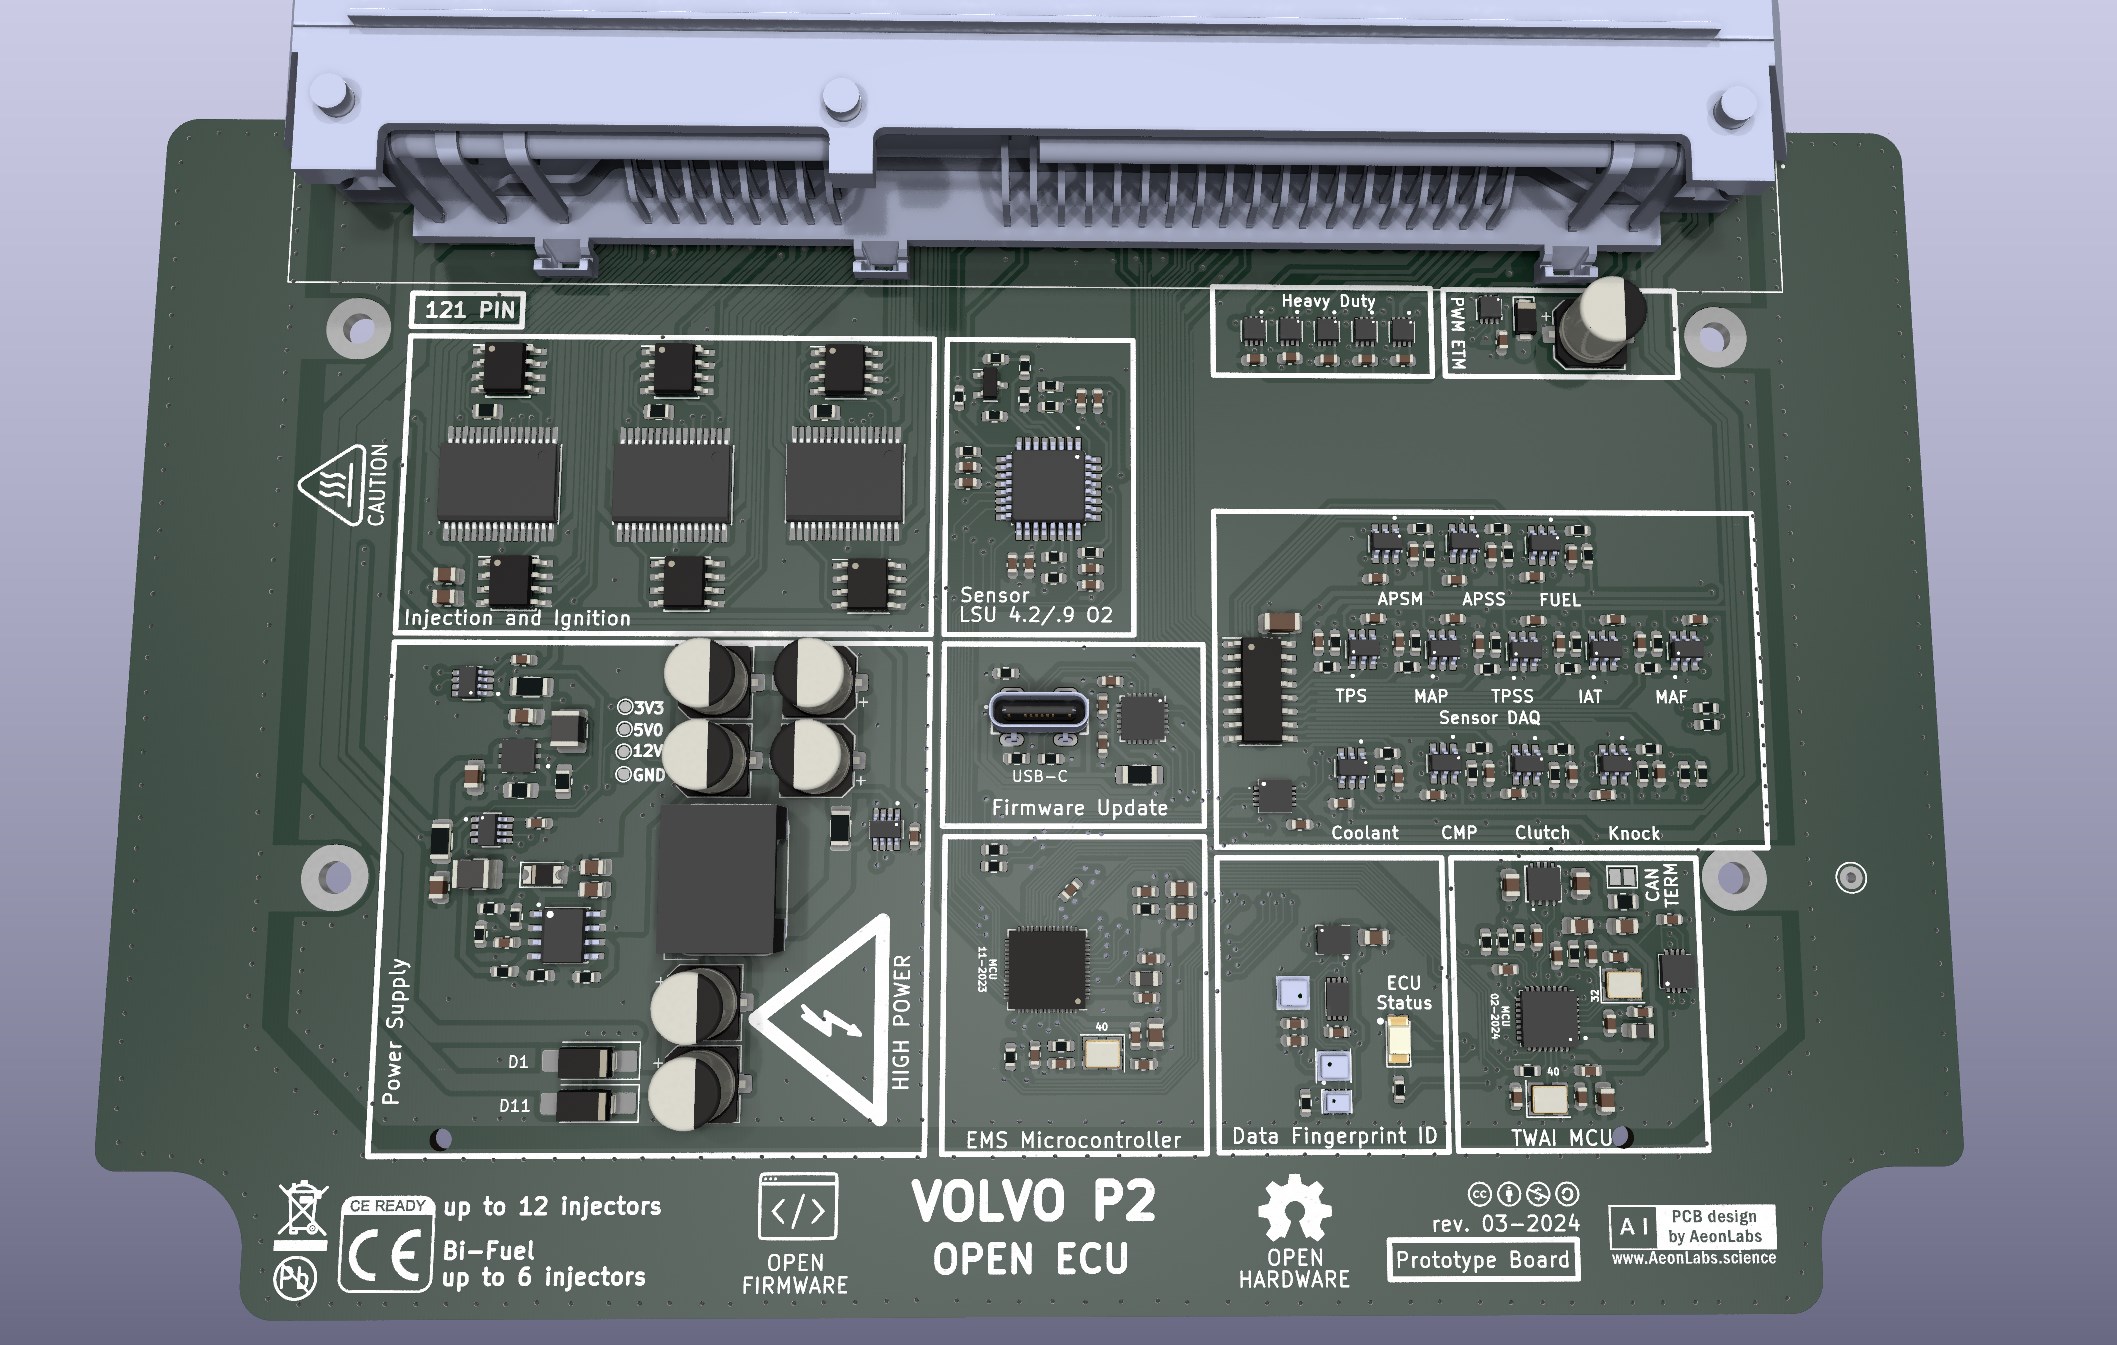 121 PIN
Heavy Duty
PWM ETM
CAUTION
Injection and Ignition
Sensor
LSU 4.2/.9 O2
APSM APSS FUEL
TPS MAP TPSS IAT MAF
Sensor DAQ
Coolant CMP Clutch Knock
3V3
5V0
12V
GND
+
+
+
+
+
USB-C
Firmware Update
Power Supply
HIGH POWER
D1
D11
MCU
11-2023
40
EMS Microcontroller
ECU
Status
Data Fingerprint ID
CAN
TERM
32
MCU
02-2024
40
TWAI MCU
CE READY
CE
Pb
up to 12 injectors
Bi-Fuel
up to 6 injectors
</>
OPEN
FIRMWARE
VOLVO P2
OPEN ECU
OPEN
HARDWARE
cc
rev. 03-2024
Prototype Board
AI
PCB design
by AeonLabs
www.AeonLabs.science